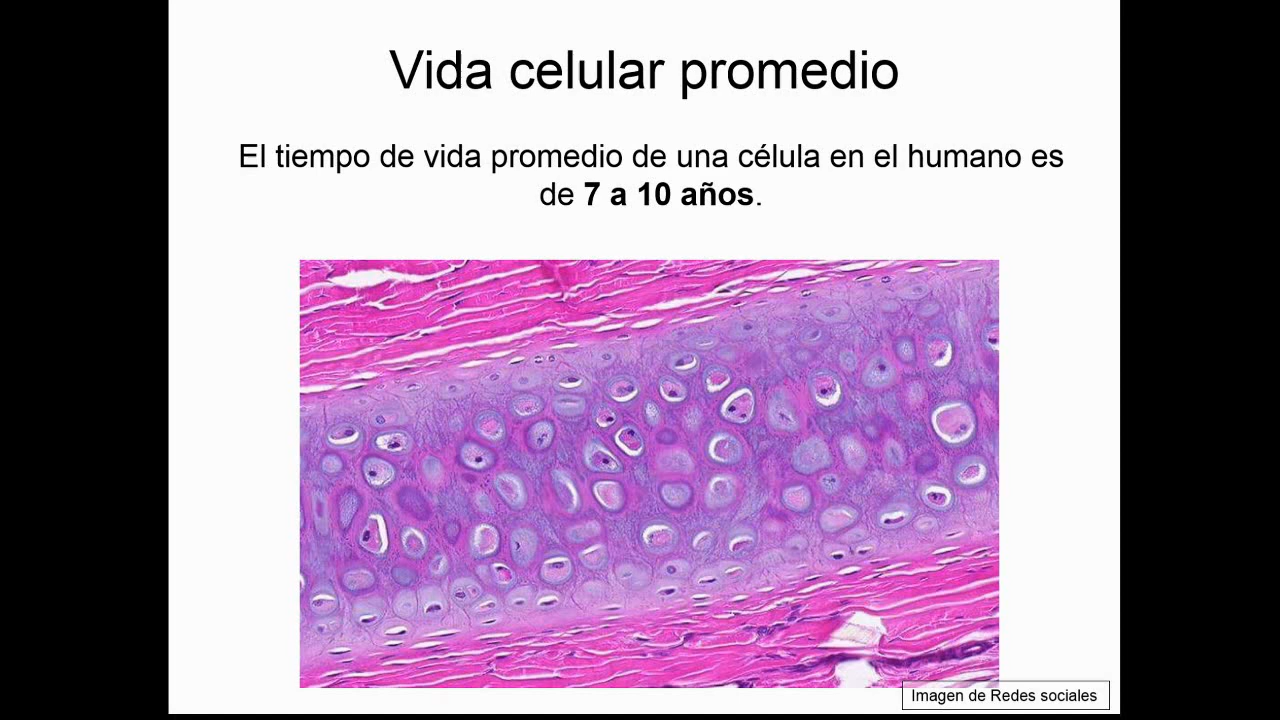 Vida celular promedio
El tiempo de vida promedio de una célula en el humano es
de 7 a 10 años.
Imagen de Redes sociales